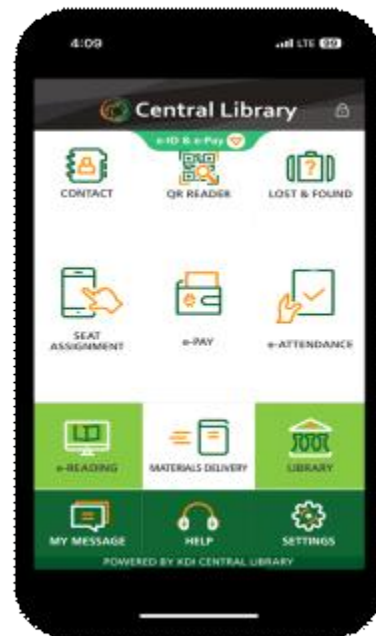 4:09
LTE 99
Central Library
e-ID & e-Pay
CONTACT
QR READER
LOST & FOUND
SEAT ASSIGNMENT
e-PAY
e-ATTENDANCE
e-READING
MATERIALS DELIVERY
LIBRARY
MY MESSAGE
HELP
SETTINGS
POWERED BY KDI CENTRAL LIBRARY